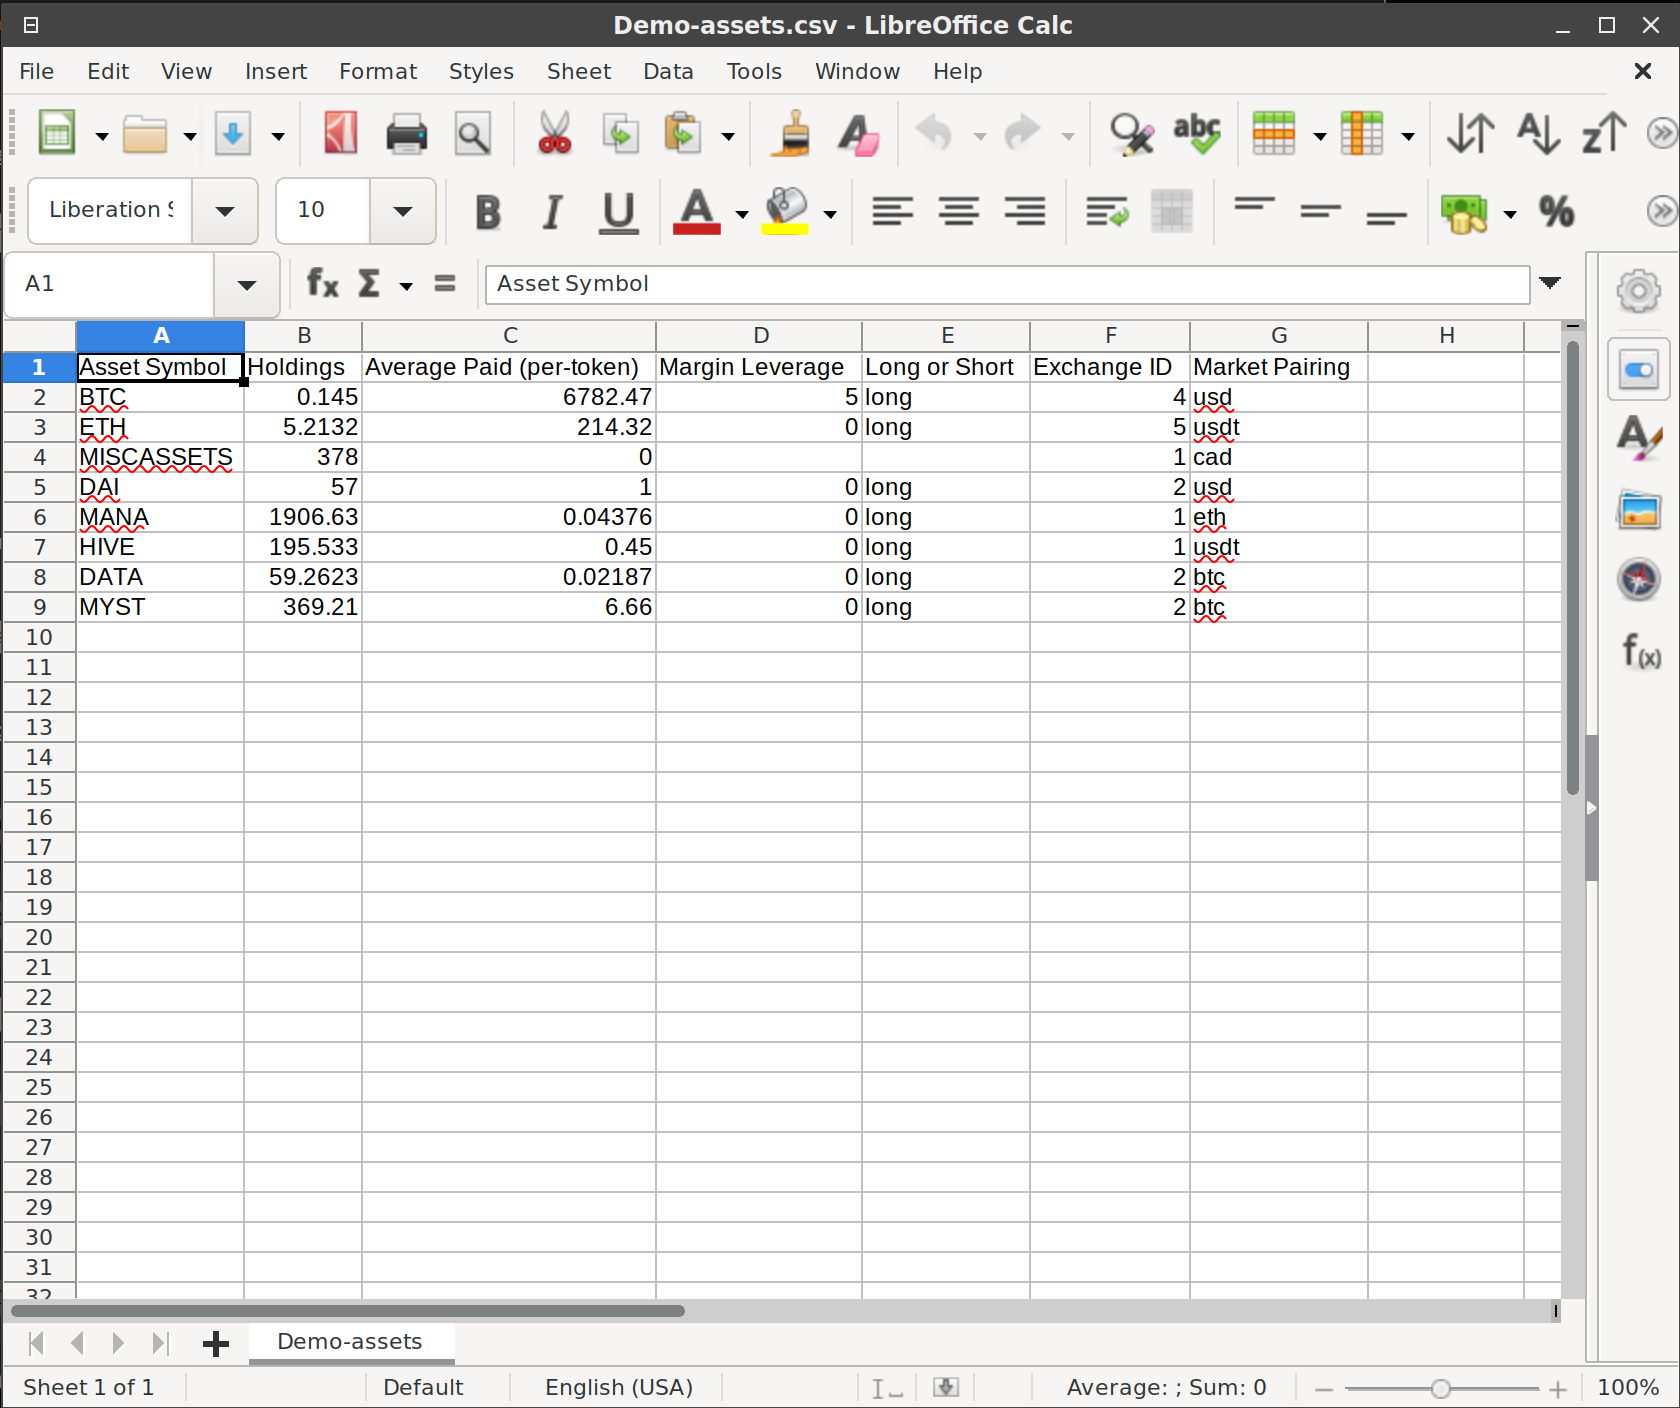 Demo-assets.csv - LibreOffice Calc
File Edit View Insert Format Styles Sheet Data Tools Window Help
abc A Z
Liberation S 10 B I U A %
A1 fx Σ = Asset Symbol
A B C D E F G H
1 Asset Symbol Holdings Average Paid (per-token) Margin Leverage Long or Short Exchange ID Market Pairing
2 BTC 0.145 6782.47 5 long 4 usd
3 ETH 5.2132 214.32 0 long 5 usdt
4 MISCASSETS 378 0 1 cad
5 DAI 57 1 0 long 2 usd
6 MANA 1906.63 0.04376 0 long 1 eth
7 HIVE 195.533 0.45 0 long 1 usdt
8 DATA 59.2623 0.02187 0 long 2 btc
9 MYST 369.21 6.66 0 long 2 btc
10
11
12
13
14
15
16
17
18
19
20
21
22
23
24
25
26
27
28
29
30
31
32
f(x)
Demo-assets
Sheet 1 of 1 Default English (USA) Average: ; Sum: 0 100%